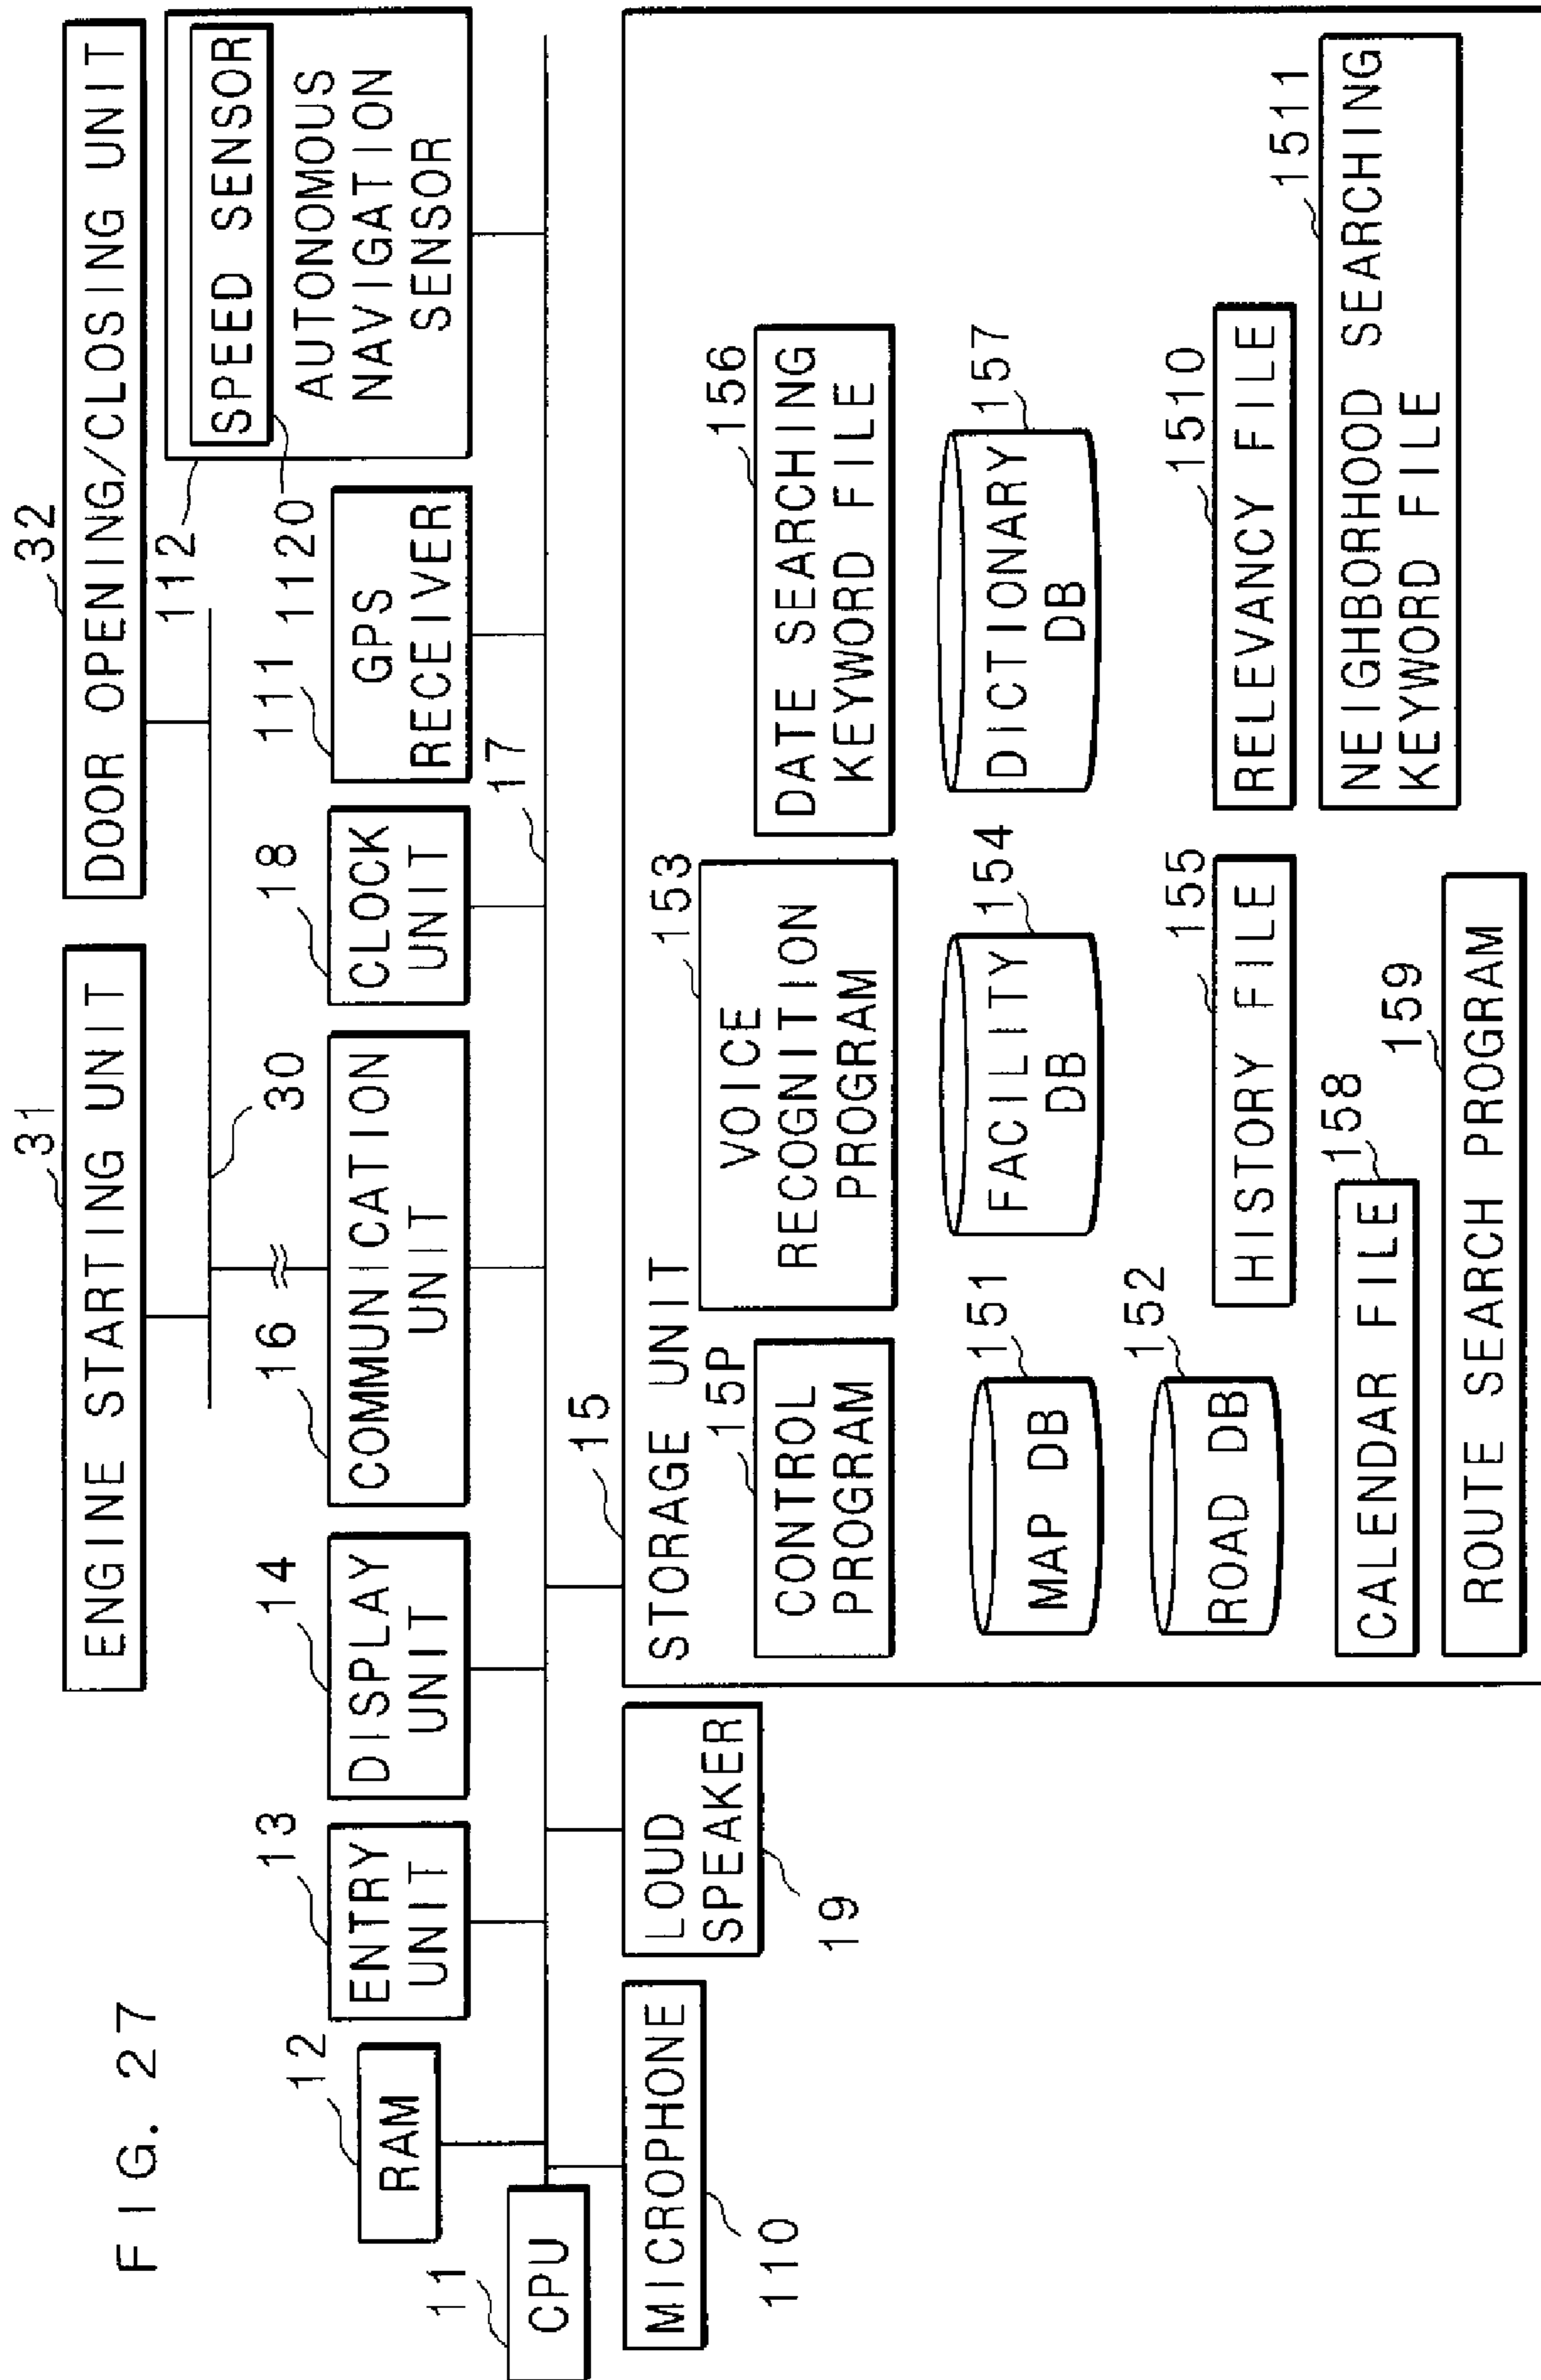 FIG. 27
31
ENGINE STARTING UNIT
32
DOOR OPENING/CLOSING UNIT
30
11
CPU
12
RAM
13
ENTRY
UNIT
14
DISPLAY
UNIT
16
COMMUNICATION
UNIT
18
CLOCK
UNIT
111
GPS
RECEIVER
112
1120
SPEED SENSOR
AUTONOMOUS
NAVIGATION
SENSOR
17
MICROPHONE
110
LOUD
SPEAKER
19
15
STORAGE UNIT
15P
CONTROL
PROGRAM
153
VOICE
RECOGNITION
PROGRAM
156
DATE SEARCHING
KEYWORD FILE
151
MAP DB
154
FACILITY
DB
157
DICTIONARY
DB
152
ROAD DB
155
HISTORY FILE
1510
RELEVANCY FILE
158
CALENDAR FILE
1511
NEIGHBORHOOD SEARCHING
KEYWORD FILE
159
ROUTE SEARCH PROGRAM